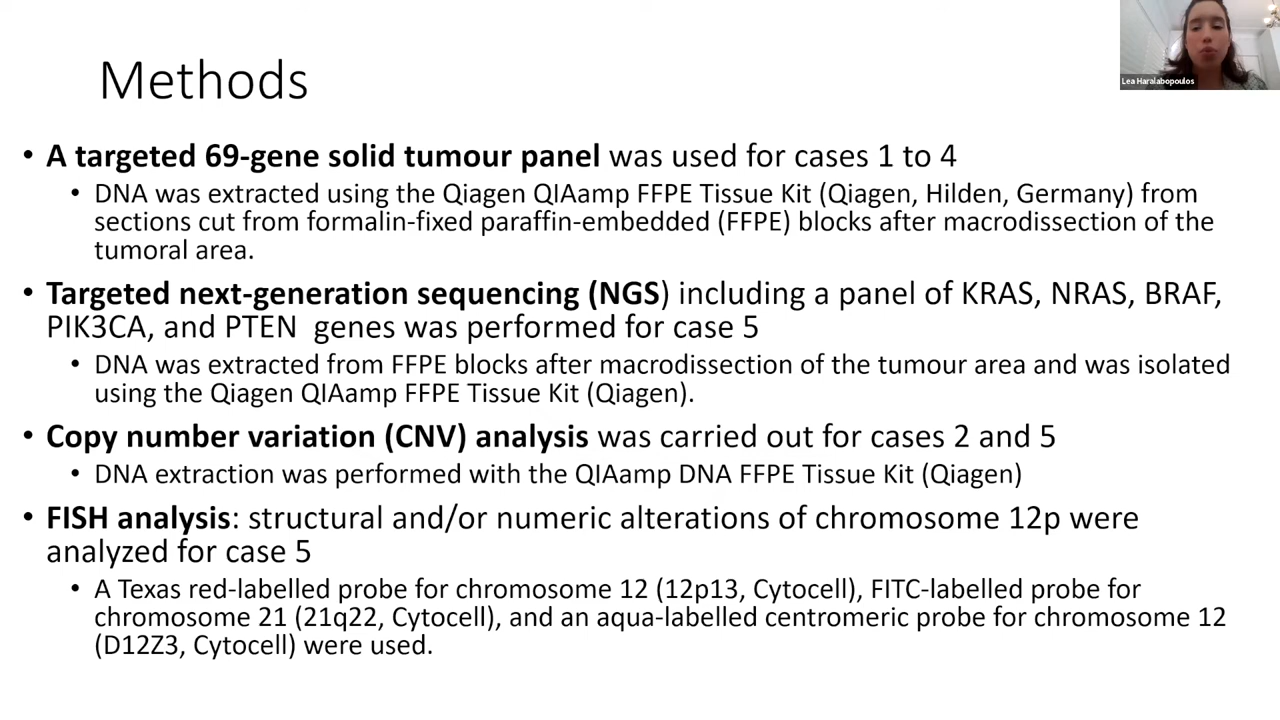 Methods
Lea Haralabopoulos
• A targeted 69-gene solid tumour panel was used for cases 1 to 4
• DNA was extracted using the Qiagen QIAamp FFPE Tissue Kit (Qiagen, Hilden, Germany) from
sections cut from formalin-fixed paraffin-embedded (FFPE) blocks after macrodissection of the
tumoral area.
• Targeted next-generation sequencing (NGS) including a panel of KRAS, NRAS, BRAF,
PIK3CA, and PTEN  genes was performed for case 5
• DNA was extracted from FFPE blocks after macrodissection of the tumour area and was isolated
using the Qiagen QIAamp FFPE Tissue Kit (Qiagen).
• Copy number variation (CNV) analysis was carried out for cases 2 and 5
• DNA extraction was performed with the QIAamp DNA FFPE Tissue Kit (Qiagen)
• FISH analysis: structural and/or numeric alterations of chromosome 12p were
analyzed for case 5
• A Texas red-labelled probe for chromosome 12 (12p13, Cytocell), FITC-labelled probe for
chromosome 21 (21q22, Cytocell), and an aqua-labelled centromeric probe for chromosome 12
(D12Z3, Cytocell) were used.